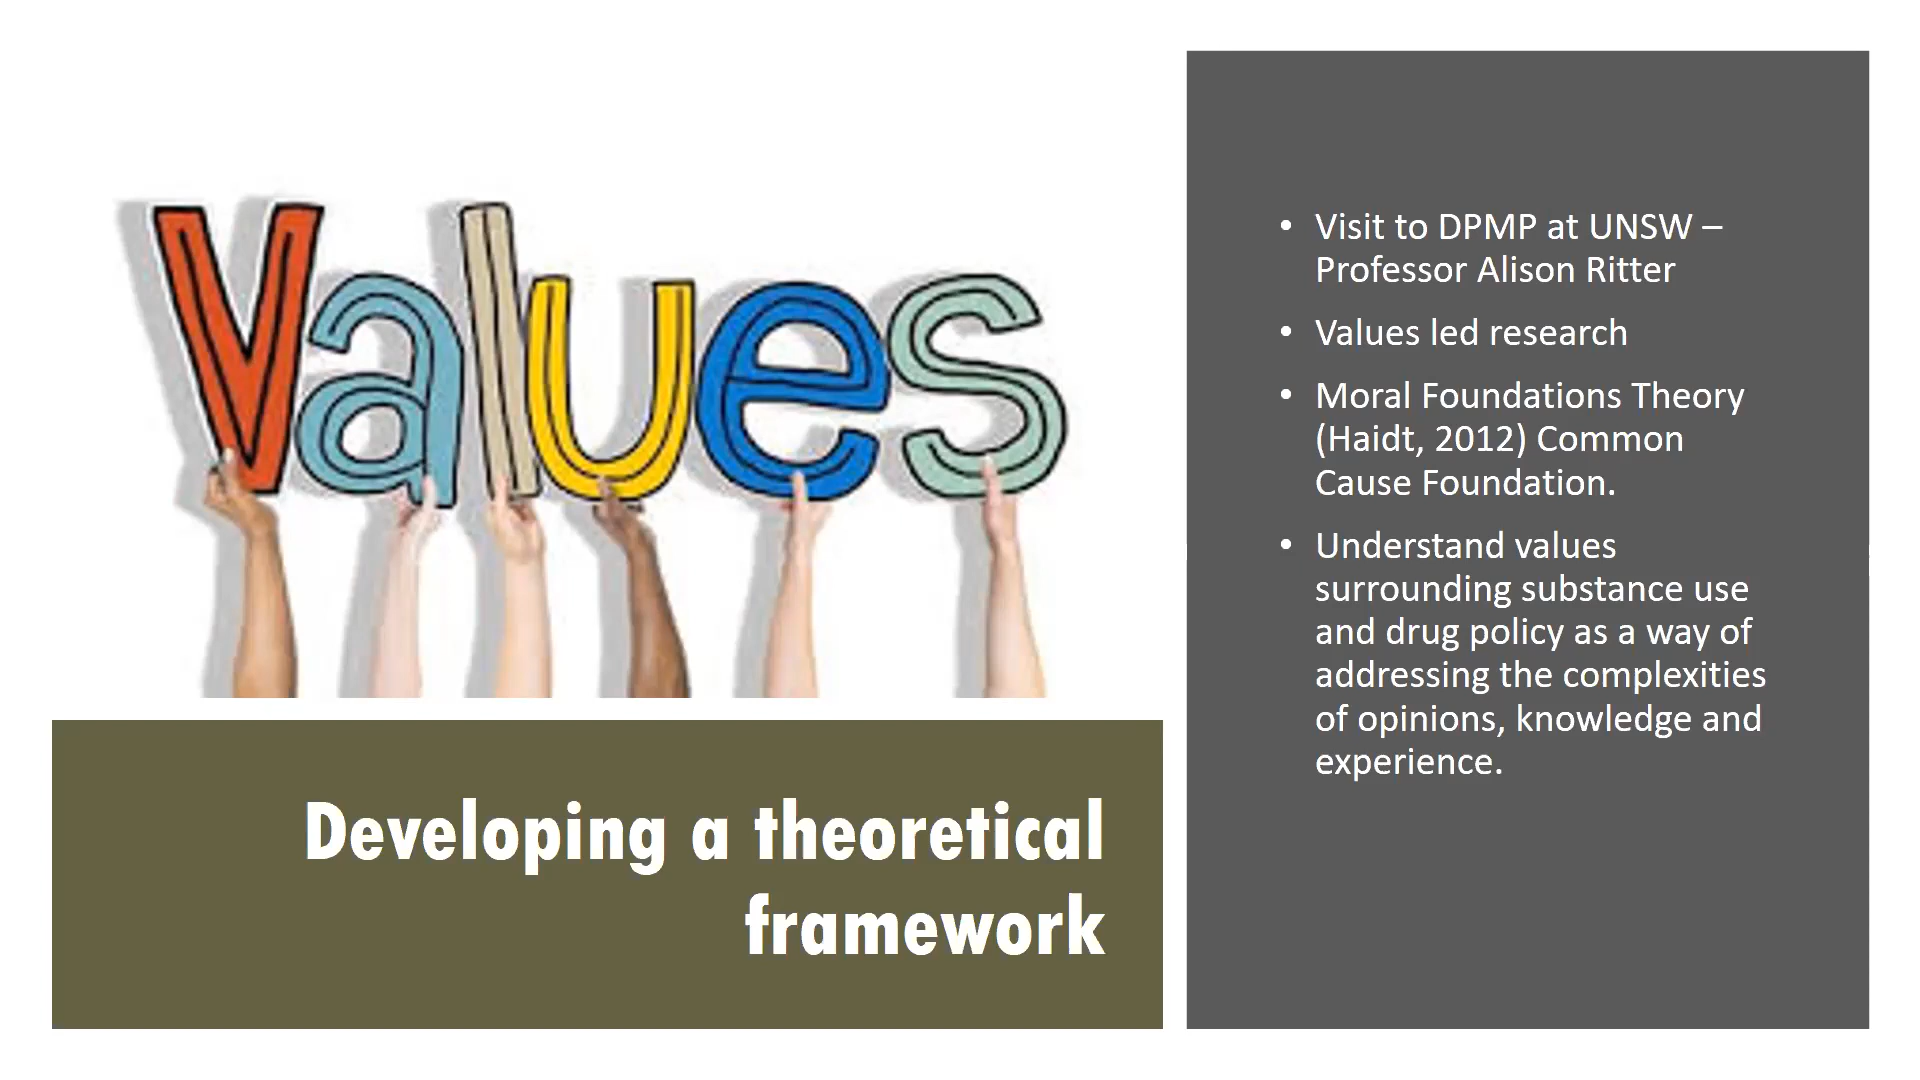 Values
Developing a theoretical
framework
• Visit to DPMP at UNSW –
Professor Alison Ritter
• Values led research
• Moral Foundations Theory
(Haidt, 2012) Common
Cause Foundation.
• Understand values
surrounding substance use
and drug policy as a way of
addressing the complexities
of opinions, knowledge and
experience.